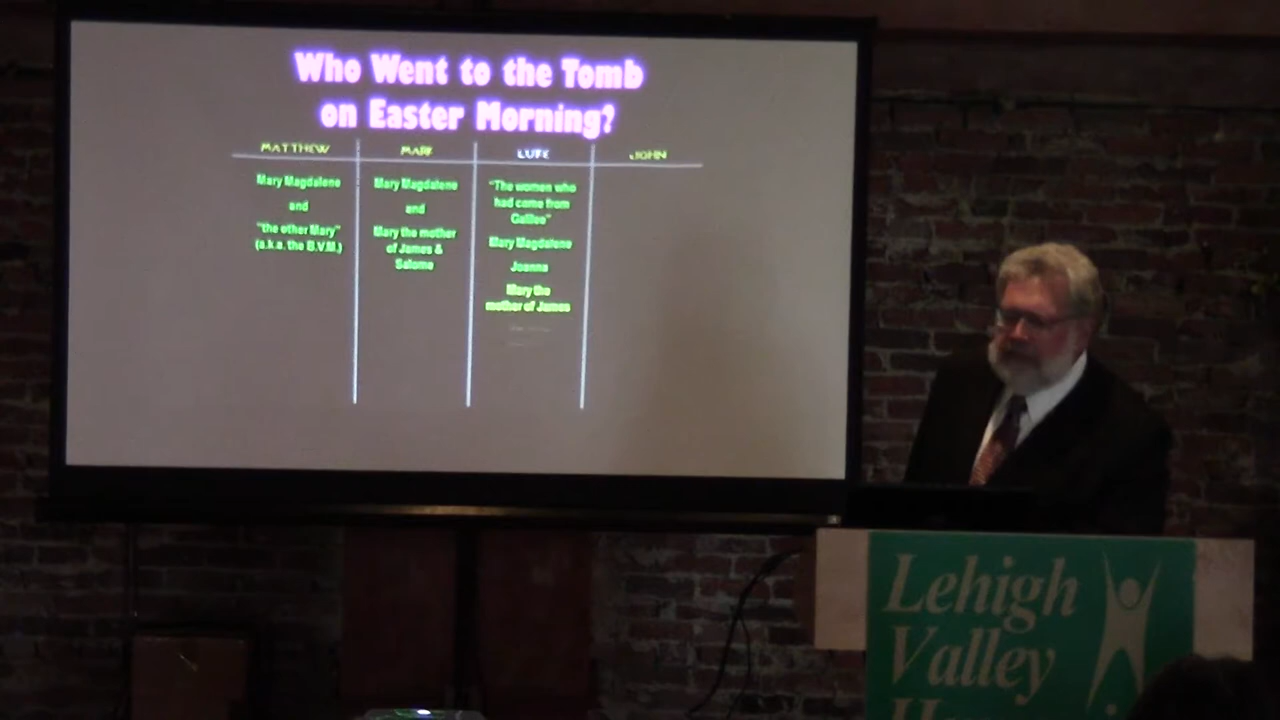 Who Went to the Tomb
on Easter Morning?
MATTHEW MARK LUKE JOHN
Mary Magdalene
and
"the other Mary"
(a.k.a. the B.V.M.)
Mary Magdalene
and
Mary the mother
of James &
Salome
"The women who
had come from
Galilee"
Mary Magdalene
Joanna
Mary the
mother of James
Lehigh
Valley